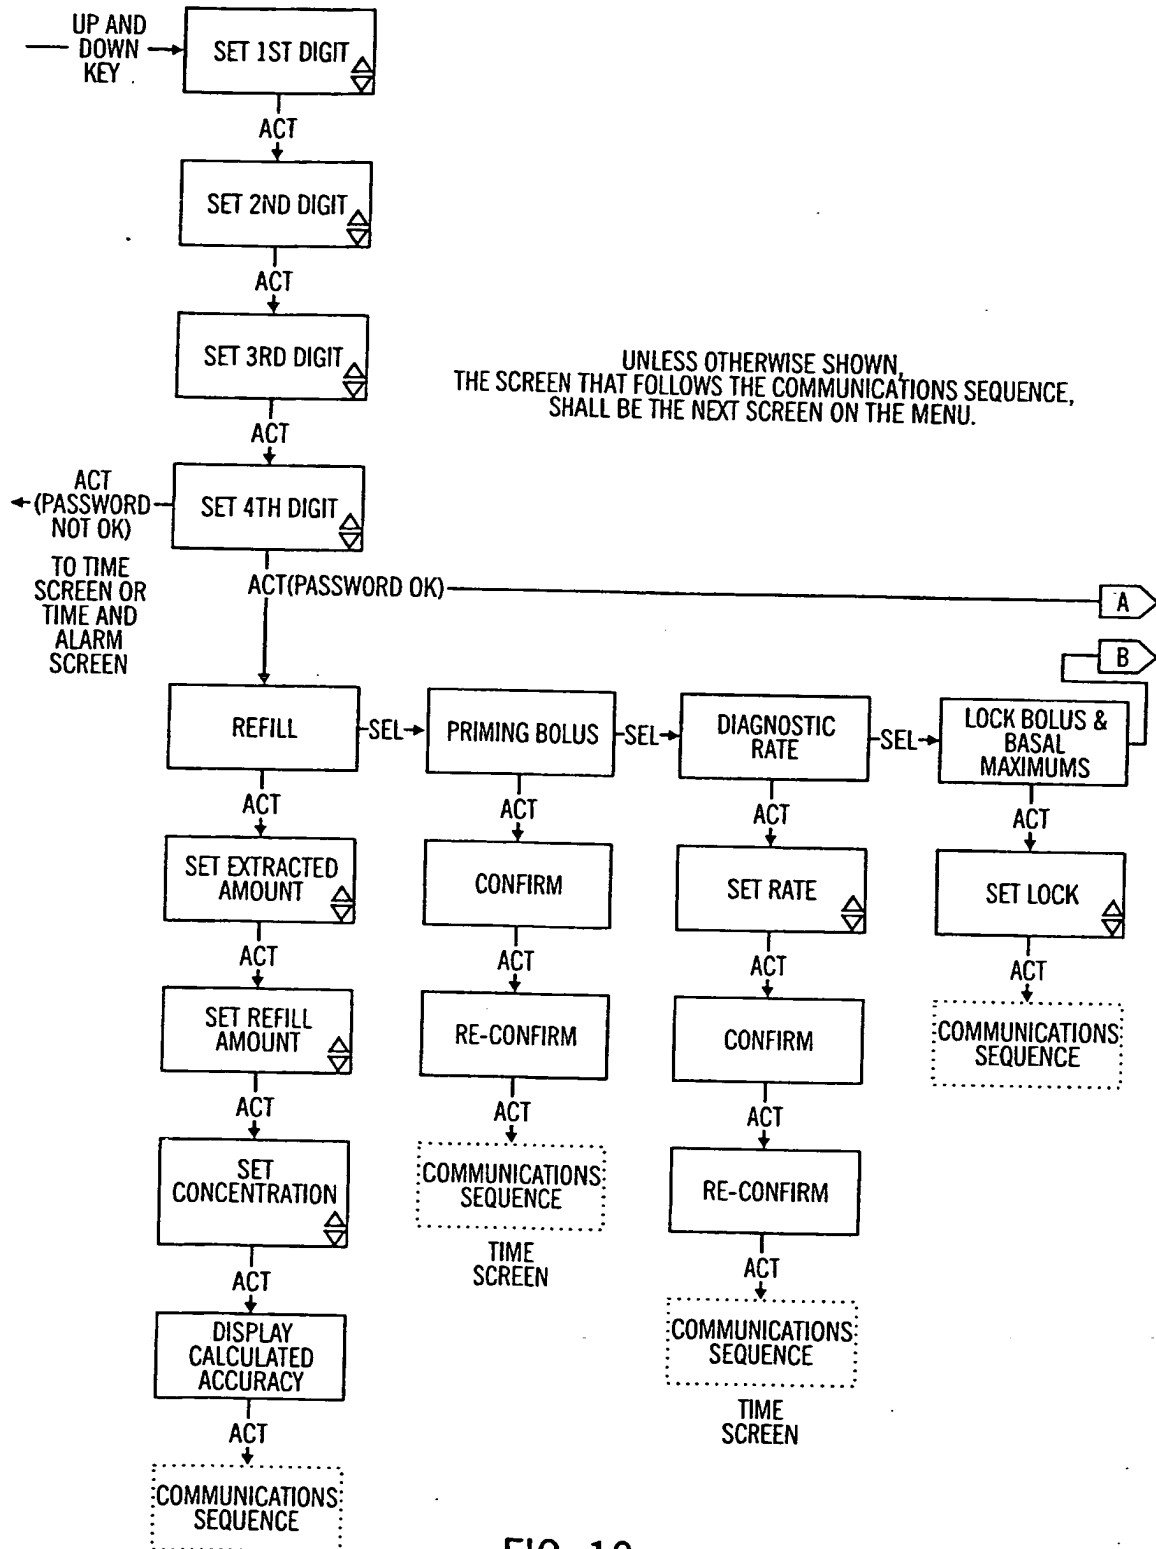 UP AND
DOWN
KEY
SET 1ST DIGIT
ACT
SET 2ND DIGIT
ACT
SET 3RD DIGIT
UNLESS OTHERWISE SHOWN,
THE SCREEN THAT FOLLOWS THE COMMUNICATIONS SEQUENCE,
SHALL BE THE NEXT SCREEN ON THE MENU.
ACT
ACT
(PASSWORD
NOT OK)
SET 4TH DIGIT
TO TIME
SCREEN OR
TIME AND
ALARM
SCREEN
ACT(PASSWORD OK)
A
B
REFILL
SEL
PRIMING BOLUS
SEL
DIAGNOSTIC
RATE
SEL
LOCK BOLUS &
BASAL
MAXIMUMS
ACT
ACT
ACT
ACT
SET EXTRACTED
AMOUNT
CONFIRM
SET RATE
SET LOCK
ACT
ACT
ACT
ACT
SET REFILL
AMOUNT
RE-CONFIRM
CONFIRM
COMMUNICATIONS
SEQUENCE
ACT
ACT
ACT
SET
CONCENTRATION
COMMUNICATIONS
SEQUENCE
TIME
SCREEN
RE-CONFIRM
ACT
ACT
DISPLAY
CALCULATED
ACCURACY
COMMUNICATIONS
SEQUENCE
TIME
SCREEN
ACT
COMMUNICATIONS
SEQUENCE